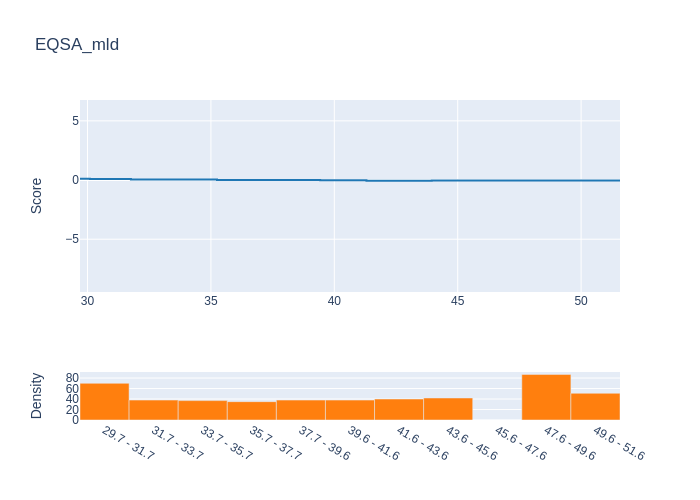 EQSA_mld
Score
5
0
−5
30 35 40 45 50
Density
80
60
40
20
0
29.7 - 31.7
31.7 - 33.7
33.7 - 35.7
35.7 - 37.7
37.7 - 39.6
39.6 - 41.6
41.6 - 43.6
43.6 - 45.6
45.6 - 47.6
47.6 - 49.6
49.6 - 51.6